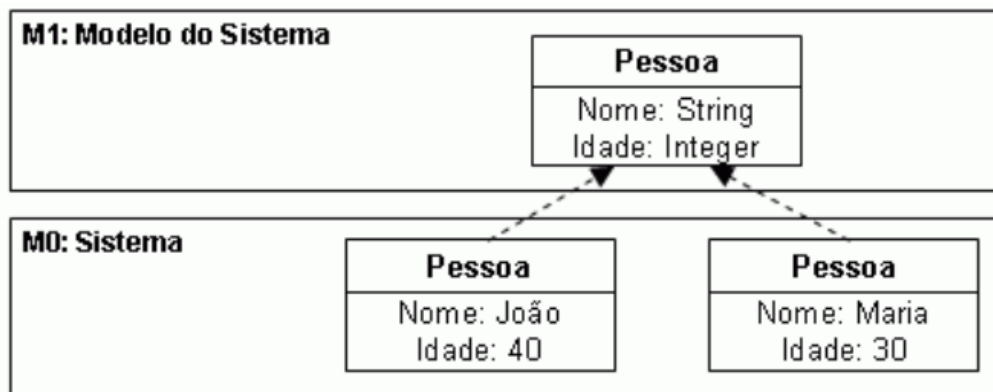 M1: Modelo do Sistema
Pessoa
Nome: String
Idade: Integer
M0: Sistema
Pessoa
Nome: João
Idade: 40
Pessoa
Nome: Maria
Idade: 30